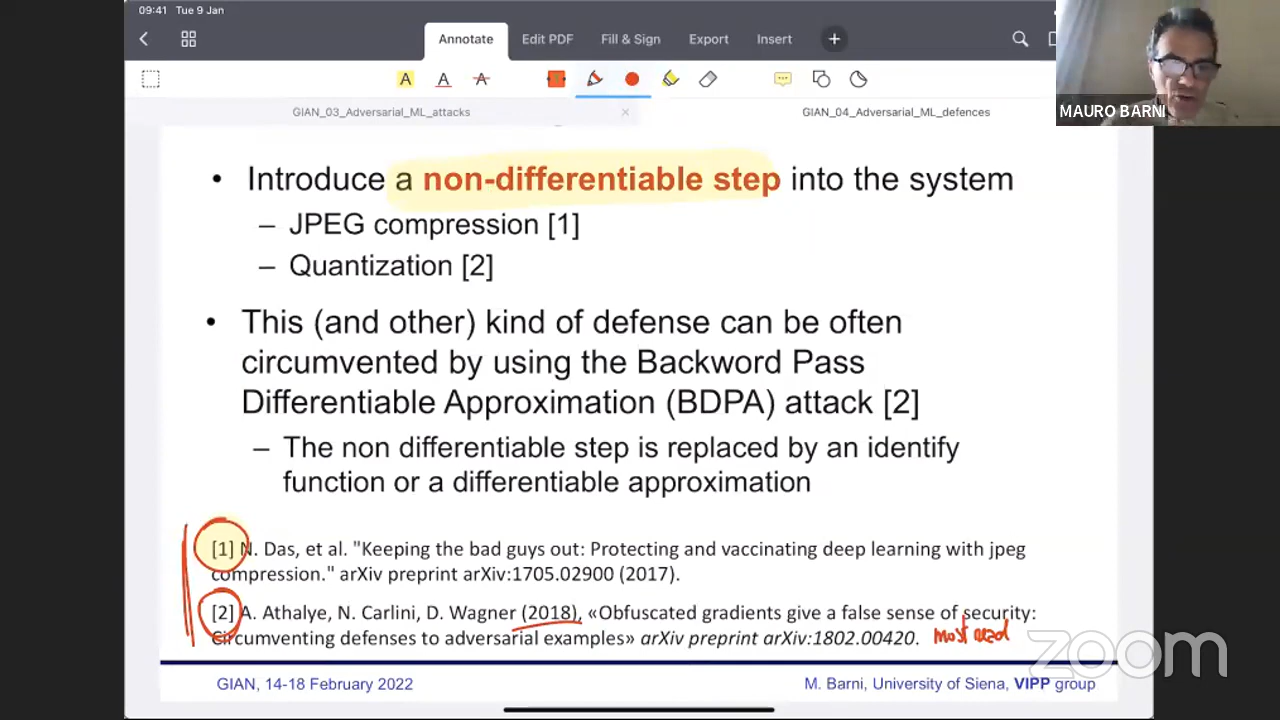 09:41 Tue 9 Jan
Annotate
Edit PDF
Fill & Sign
Export
Insert
MAURO BARNI
GIAN_03_Adversarial_ML_attacks
GIAN_04_Adversarial_ML_defences
• Introduce a non-differentiable step into the system
– JPEG compression [1]
– Quantization [2]
• This (and other) kind of defense can be often
circumvented by using the Backword Pass
Differentiable Approximation (BDPA) attack [2]
– The non differentiable step is replaced by an identify
function or a differentiable approximation
[1] N. Das, et al. "Keeping the bad guys out: Protecting and vaccinating deep learning with jpeg
compression." arXiv preprint arXiv:1705.02900 (2017).
[2] A. Athalye, N. Carlini, D. Wagner (2018), «Obfuscated gradients give a false sense of security:
Circumventing defenses to adversarial examples» arXiv preprint arXiv:1802.00420.
most read
zoom
GIAN, 14-18 February 2022
M. Barni, University of Siena, VIPP group